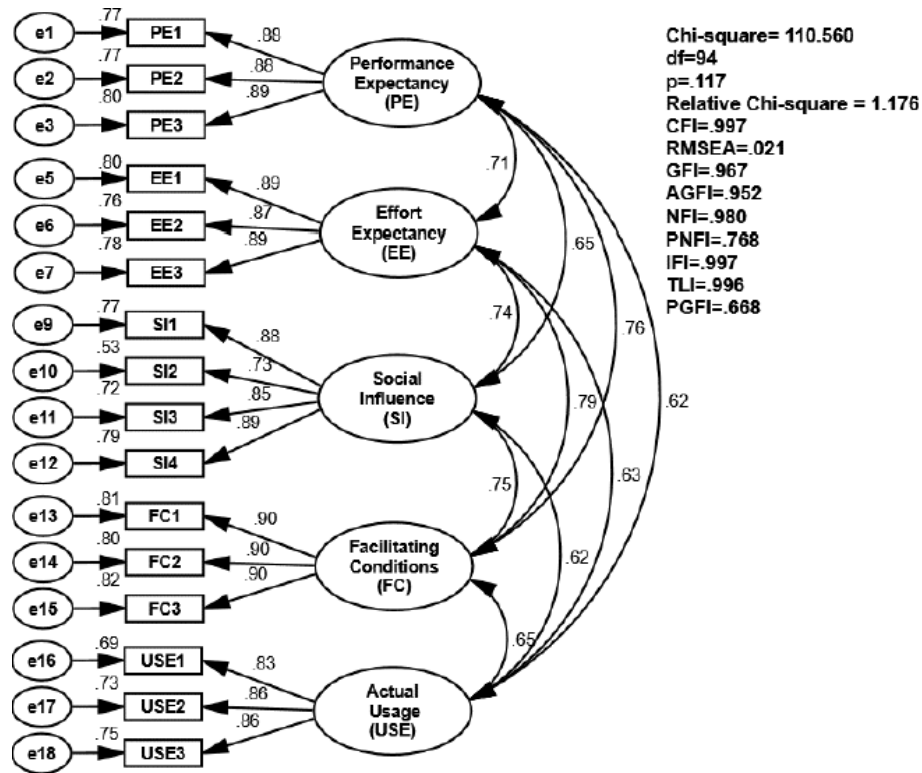 .77
e1
PE1
.88
.77
e2
PE2
.88
.80
e3
PE3
.89
Performance
Expectancy
(PE)
.80
e5
EE1
.89
.76
e6
EE2
.87
.78
e7
EE3
.89
Effort
Expectancy
(EE)
.77
e9
SI1
.88
.53
e10
SI2
.73
.72
e11
SI3
.85
.79
e12
SI4
.89
Social
Influence
(SI)
.81
e13
FC1
.90
.80
e14
FC2
.90
.82
e15
FC3
.90
Facilitating
Conditions
(FC)
.69
e16
USE1
.83
.73
e17
USE2
.86
.75
e18
USE3
.86
Actual
Usage
(USE)
.71
.65
.74
.76
.79
.62
.75
.63
.62
.65
Chi-square= 110.560
df=94
p=.117
Relative Chi-square = 1.176
CFI=.997
RMSEA=.021
GFI=.967
AGFI=.952
NFI=.980
PNFI=.768
IFI=.997
TLI=.996
PGFI=.668